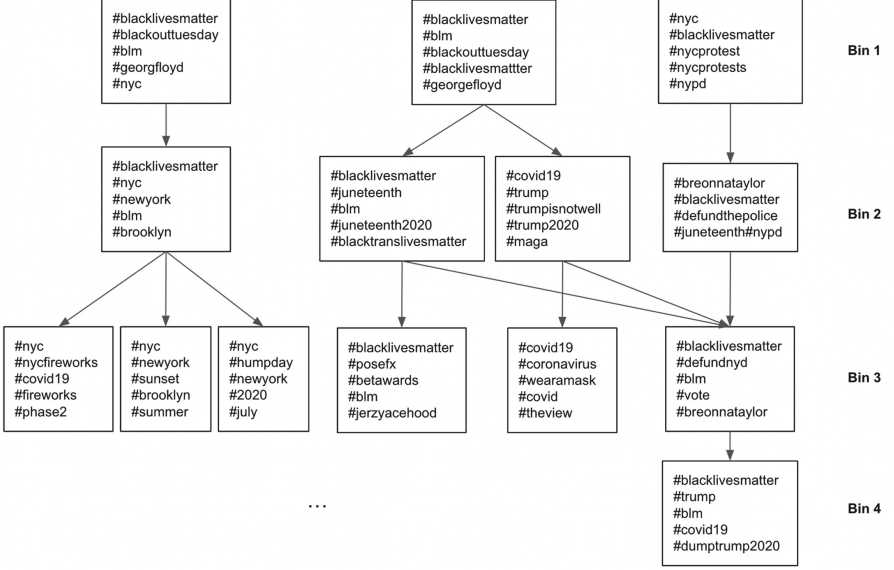 #blacklivesmatter
#blackouttuesday
#blm
#georgfloyd
#nyc
#blacklivesmatter
#blm
#blackouttuesday
#blacklivesmattter
#georgefloyd
#nyc
#blacklivesmatter
#nycprotest
#nycprotests
#nypd
Bin 1
#blacklivesmatter
#nyc
#newyork
#blm
#brooklyn
#blacklivesmatter
#juneteenth
#blm
#juneteenth2020
#blacktranslivesmatter
#covid19
#trump
#trumpisnotwell
#trump2020
#maga
#breonnataylor
#blacklivesmatter
#defundthepolice
#juneteenth#nypd
Bin 2
#nyc
#nycfireworks
#covid19
#fireworks
#phase2
#nyc
#newyork
#sunset
#brooklyn
#summer
#nyc
#humpday
#newyork
#2020
#july
#blacklivesmatter
#posefx
#betawards
#blm
#jerzyacehood
#covid19
#coronavirus
#wearamask
#covid
#theview
#blacklivesmatter
#defundnyd
#blm
#vote
#breonnataylor
Bin 3
...
#blacklivesmatter
#trump
#blm
#covid19
#dumptrump2020
Bin 4